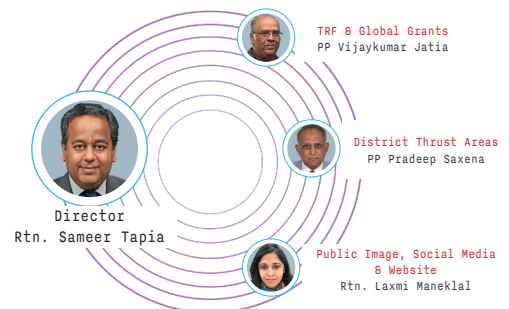 TRF & Global Grants
PP Vijaykumar Jatia
District Thrust Areas
PP Pradeep Saxena
Director
Rtn. Sameer Tapia
Public Image, Social Media
& Website
Rtn. Laxmi Maneklal